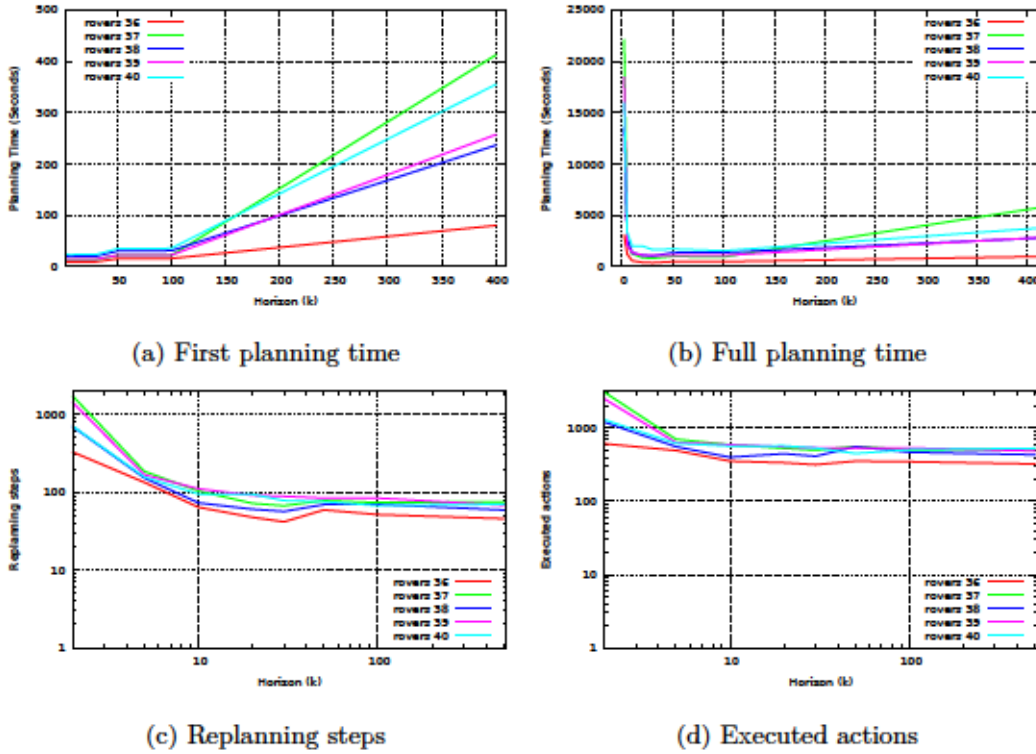 500
400
300
200
100
0
Planning Time (Seconds)
rovers 36
rovers 37
rovers 38
rovers 39
rovers 40
50 100 150 200 250 300 350 400
Horizon (k)
(a) First planning time
25000
20000
15000
10000
5000
0
Planning Time (Seconds)
rovers 36
rovers 37
rovers 38
rovers 39
rovers 40
0 50 100 150 200 250 300 350 400
Horizon (k)
(b) Full planning time
1000
100
10
1
Replanning steps
rovers 36
rovers 37
rovers 38
rovers 39
rovers 40
10 100
Horizon (k)
(c) Replanning steps
1000
100
10
1
Executed actions
rovers 36
rovers 37
rovers 38
rovers 39
rovers 40
10 100
Horizon (k)
(d) Executed actions